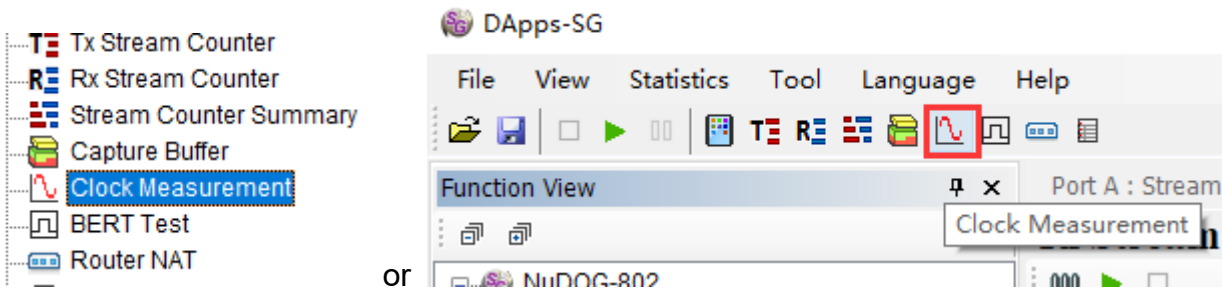 Tx Stream Counter
Rx Stream Counter
Stream Counter Summary
Capture Buffer
Clock Measurement
BERT Test
Router NAT
or
DApps-SG
File View Statistics Tool Language Help
Function View
Port A : Stream
Clock Measurement
NuDOG-802